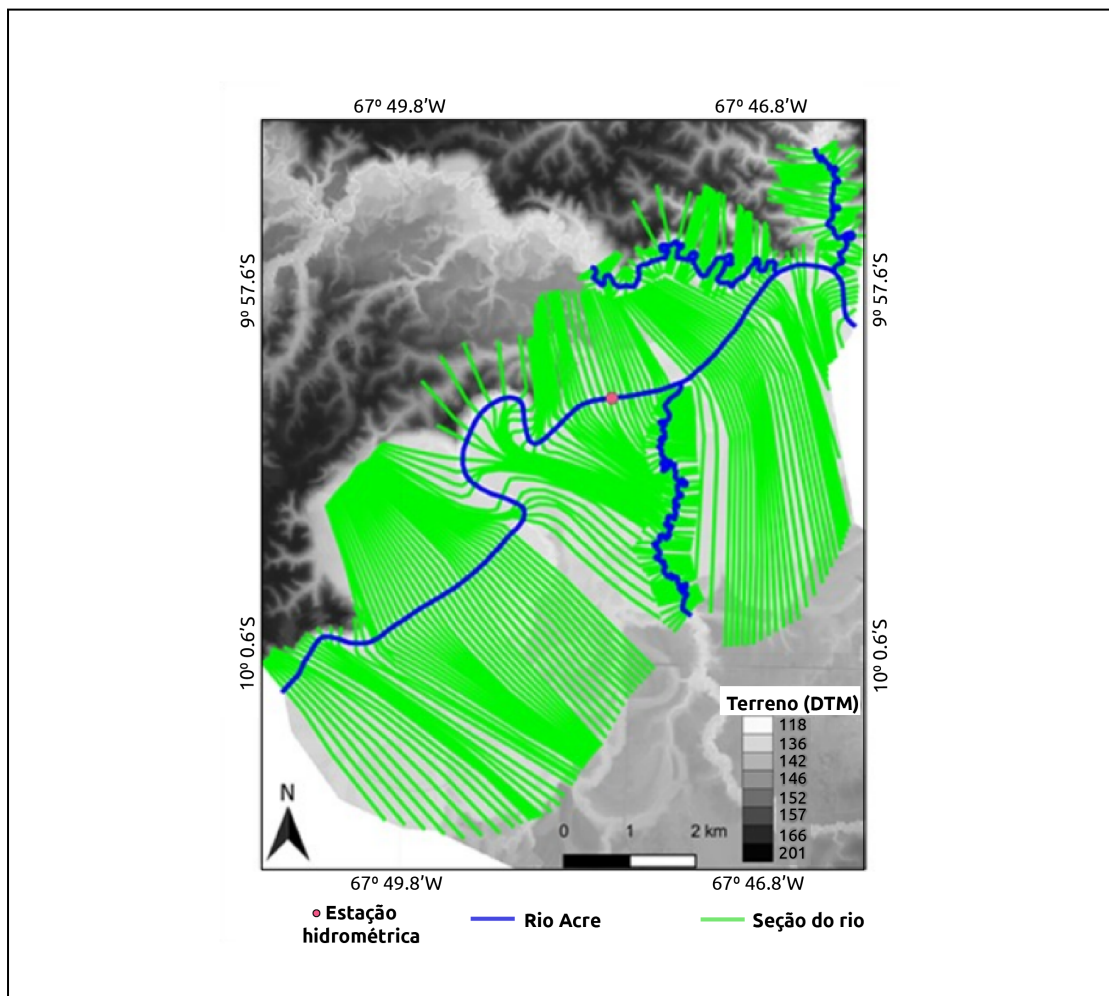 67º 49.8’W
67º 46.8’W
9º 57.6’S
9º 57.6’S
10º 0.6’S
10º 0.6’S
Terreno (DTM)
118
136
142
146
152
157
166
201
N
0 1 2 km
67º 49.8’W
67º 46.8’W
Estação
hidrométrica
Rio Acre
Seção do rio